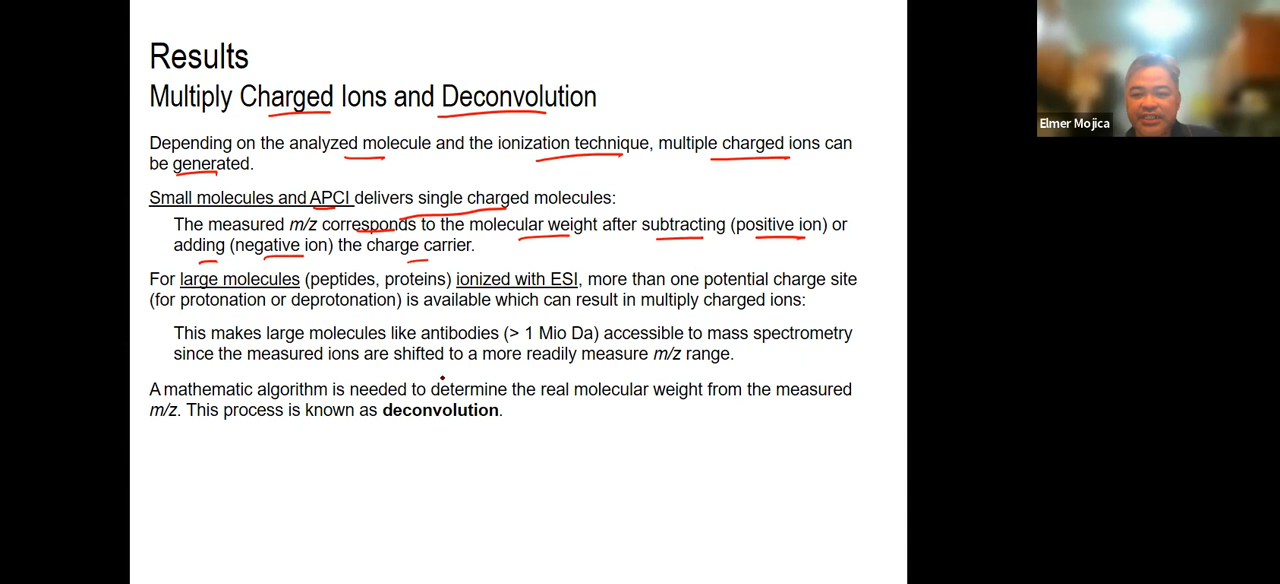 Results
Multiply Charged Ions and Deconvolution
Depending on the analyzed molecule and the ionization technique, multiple charged ions can
be generated.
Small molecules and APCI delivers single charged molecules:
The measured m/z corresponds to the molecular weight after subtracting (positive ion) or
adding (negative ion) the charge carrier.
For large molecules (peptides, proteins) ionized with ESI, more than one potential charge site
(for protonation or deprotonation) is available which can result in multiply charged ions:
This makes large molecules like antibodies (> 1 Mio Da) accessible to mass spectrometry
since the measured ions are shifted to a more readily measure m/z range.
A mathematic algorithm is needed to determine the real molecular weight from the measured
m/z. This process is known as deconvolution.
Elmer Mojica